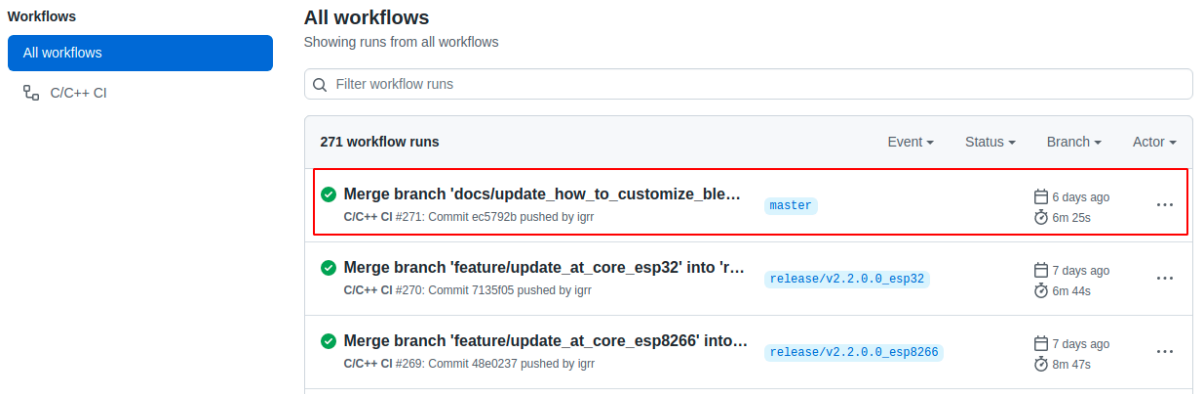 Workflows
All workflows
C/C++ CI
All workflows
Showing runs from all workflows
Filter workflow runs
271 workflow runs
Event
Status
Branch
Actor
Merge branch 'docs/update_how_to_customize_ble…
C/C++ CI #271: Commit ec5792b pushed by igrr
master
6 days ago
6m 25s
Merge branch 'feature/update_at_core_esp32' into 'r…
C/C++ CI #270: Commit 7135f05 pushed by igrr
release/v2.2.0.0_esp32
7 days ago
6m 44s
Merge branch 'feature/update_at_core_esp8266' into…
C/C++ CI #269: Commit 48e0237 pushed by igrr
release/v2.2.0.0_esp8266
7 days ago
8m 47s